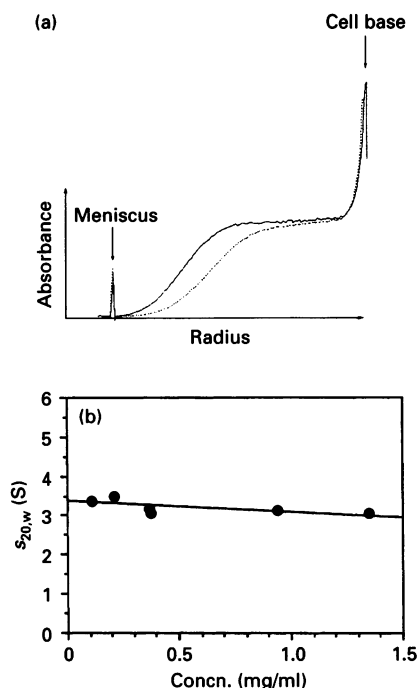 (a)
Cell base
Meniscus
Absorbance
Radius
(b)
6
5
4
3
2
1
0
s20,w (S)
0 0.5 1.0 1.5
Concn. (mg/ml)